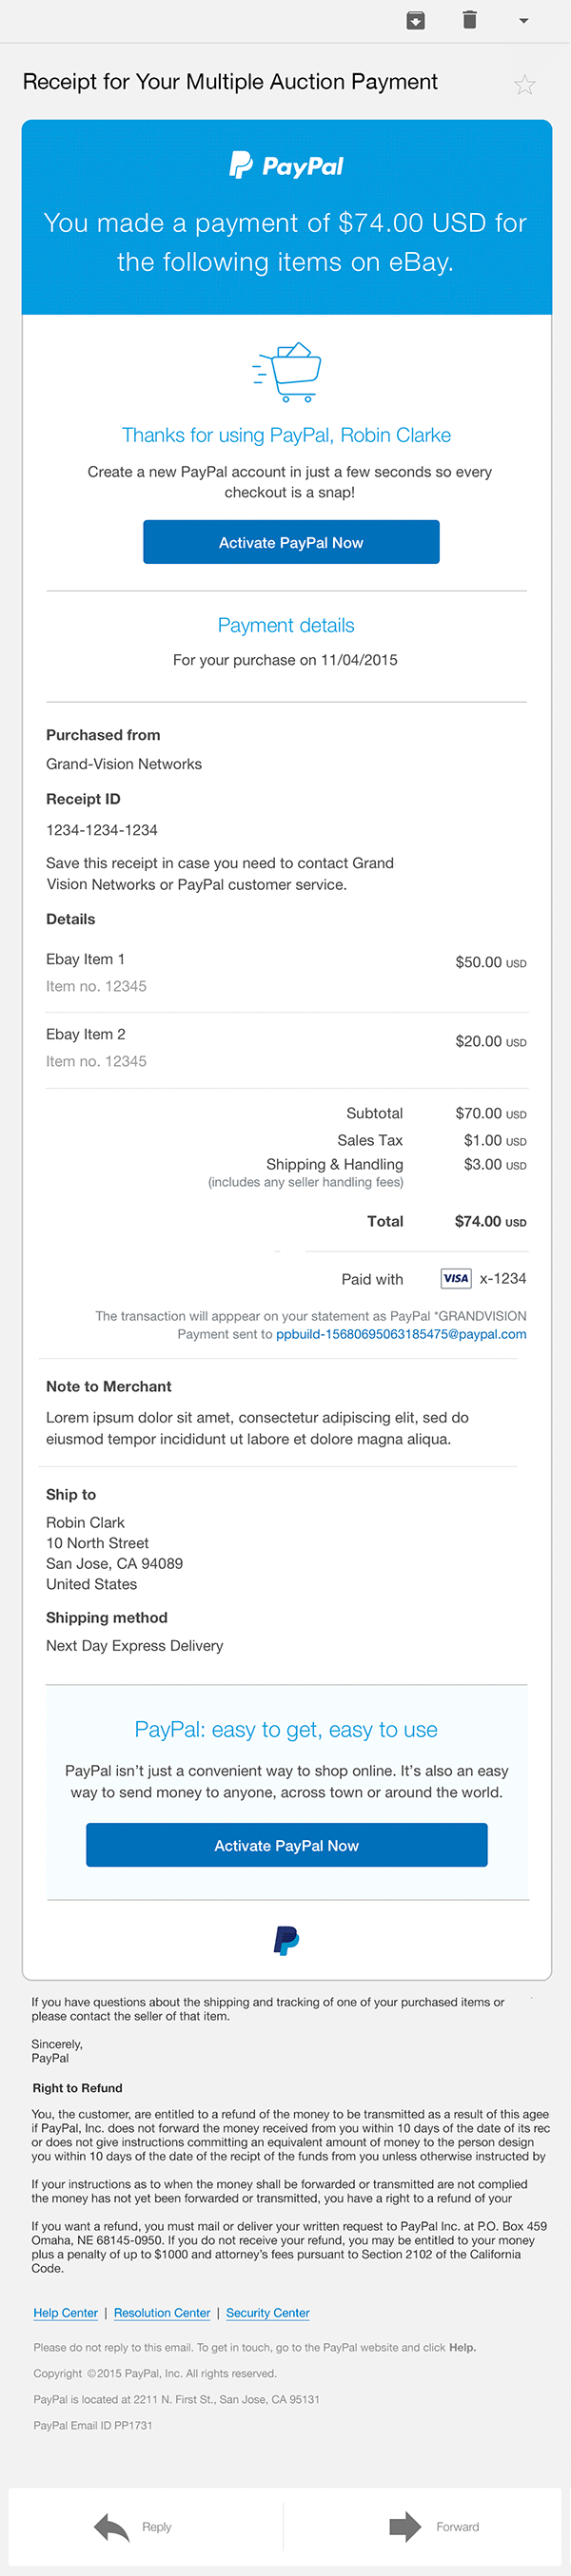 Receipt for Your Multiple Auction Payment
PayPal
You made a payment of $74.00 USD for
the following items on eBay.
Thanks for using PayPal, Robin Clarke
Create a new PayPal account in just a few seconds so every
checkout is a snap!
Activate PayPal Now
Payment details
For your purchase on 11/04/2015
Purchased from
Grand-Vision Networks
Receipt ID
1234-1234-1234
Save this receipt in case you need to contact Grand
Vision Networks or PayPal customer service.
Details
Ebay Item 1 $50.00 USD
Item no. 12345
Ebay Item 2 $20.00 USD
Item no. 12345
Subtotal $70.00 USD
Sales Tax $1.00 USD
Shipping & Handling $3.00 USD
(includes any seller handling fees)
Total $74.00 USD
Paid with VISA x-1234
The transaction will apppear on your statement as PayPal *GRANDVISION
Payment sent to ppbuild-15680695063185475@paypal.com
Note to Merchant
Lorem ipsum dolor sit amet, consectetur adipiscing elit, sed do
eiusmod tempor incididunt ut labore et dolore magna aliqua.
Ship to
Robin Clark
10 North Street
San Jose, CA 94089
United States
Shipping method
Next Day Express Delivery
PayPal: easy to get, easy to use
PayPal isn't just a convenient way to shop online. It's also an easy
way to send money to anyone, across town or around the world.
Activate PayPal Now
If you have questions about the shipping and tracking of one of your purchased items or
please contact the seller of that item.
Sincerely,
PayPal
Right to Refund
You, the customer, are entitled to a refund of the money to be transmitted as a result of this agee
if PayPal, Inc. does not forward the money received from you within 10 days of the date of its rec
or does not give instructions committing an equivalent amount of money to the person design
you within 10 days of the date of the recipt of the funds from you unless otherwise instructed by
If your instructions as to when the money shall be forwarded or transmitted are not complied
the money has not yet been forwarded or transmitted, you have a right to a refund of your
If you want a refund, you must mail or deliver your written request to PayPal Inc. at P.O. Box 459
Omaha, NE 68145-0950. If you do not receive your refund, you may be entitled to your money
plus a penalty of up to $1000 and attorney's fees pursuant to Section 2102 of the California
Code.
Help Center | Resolution Center | Security Center
Please do not reply to this email. To get in touch, go to the PayPal website and click Help.
Copyright ©2015 PayPal, Inc. All rights reserved.
PayPal is located at 2211 N. First St., San Jose, CA 95131
PayPal Email ID PP1731
Reply Forward